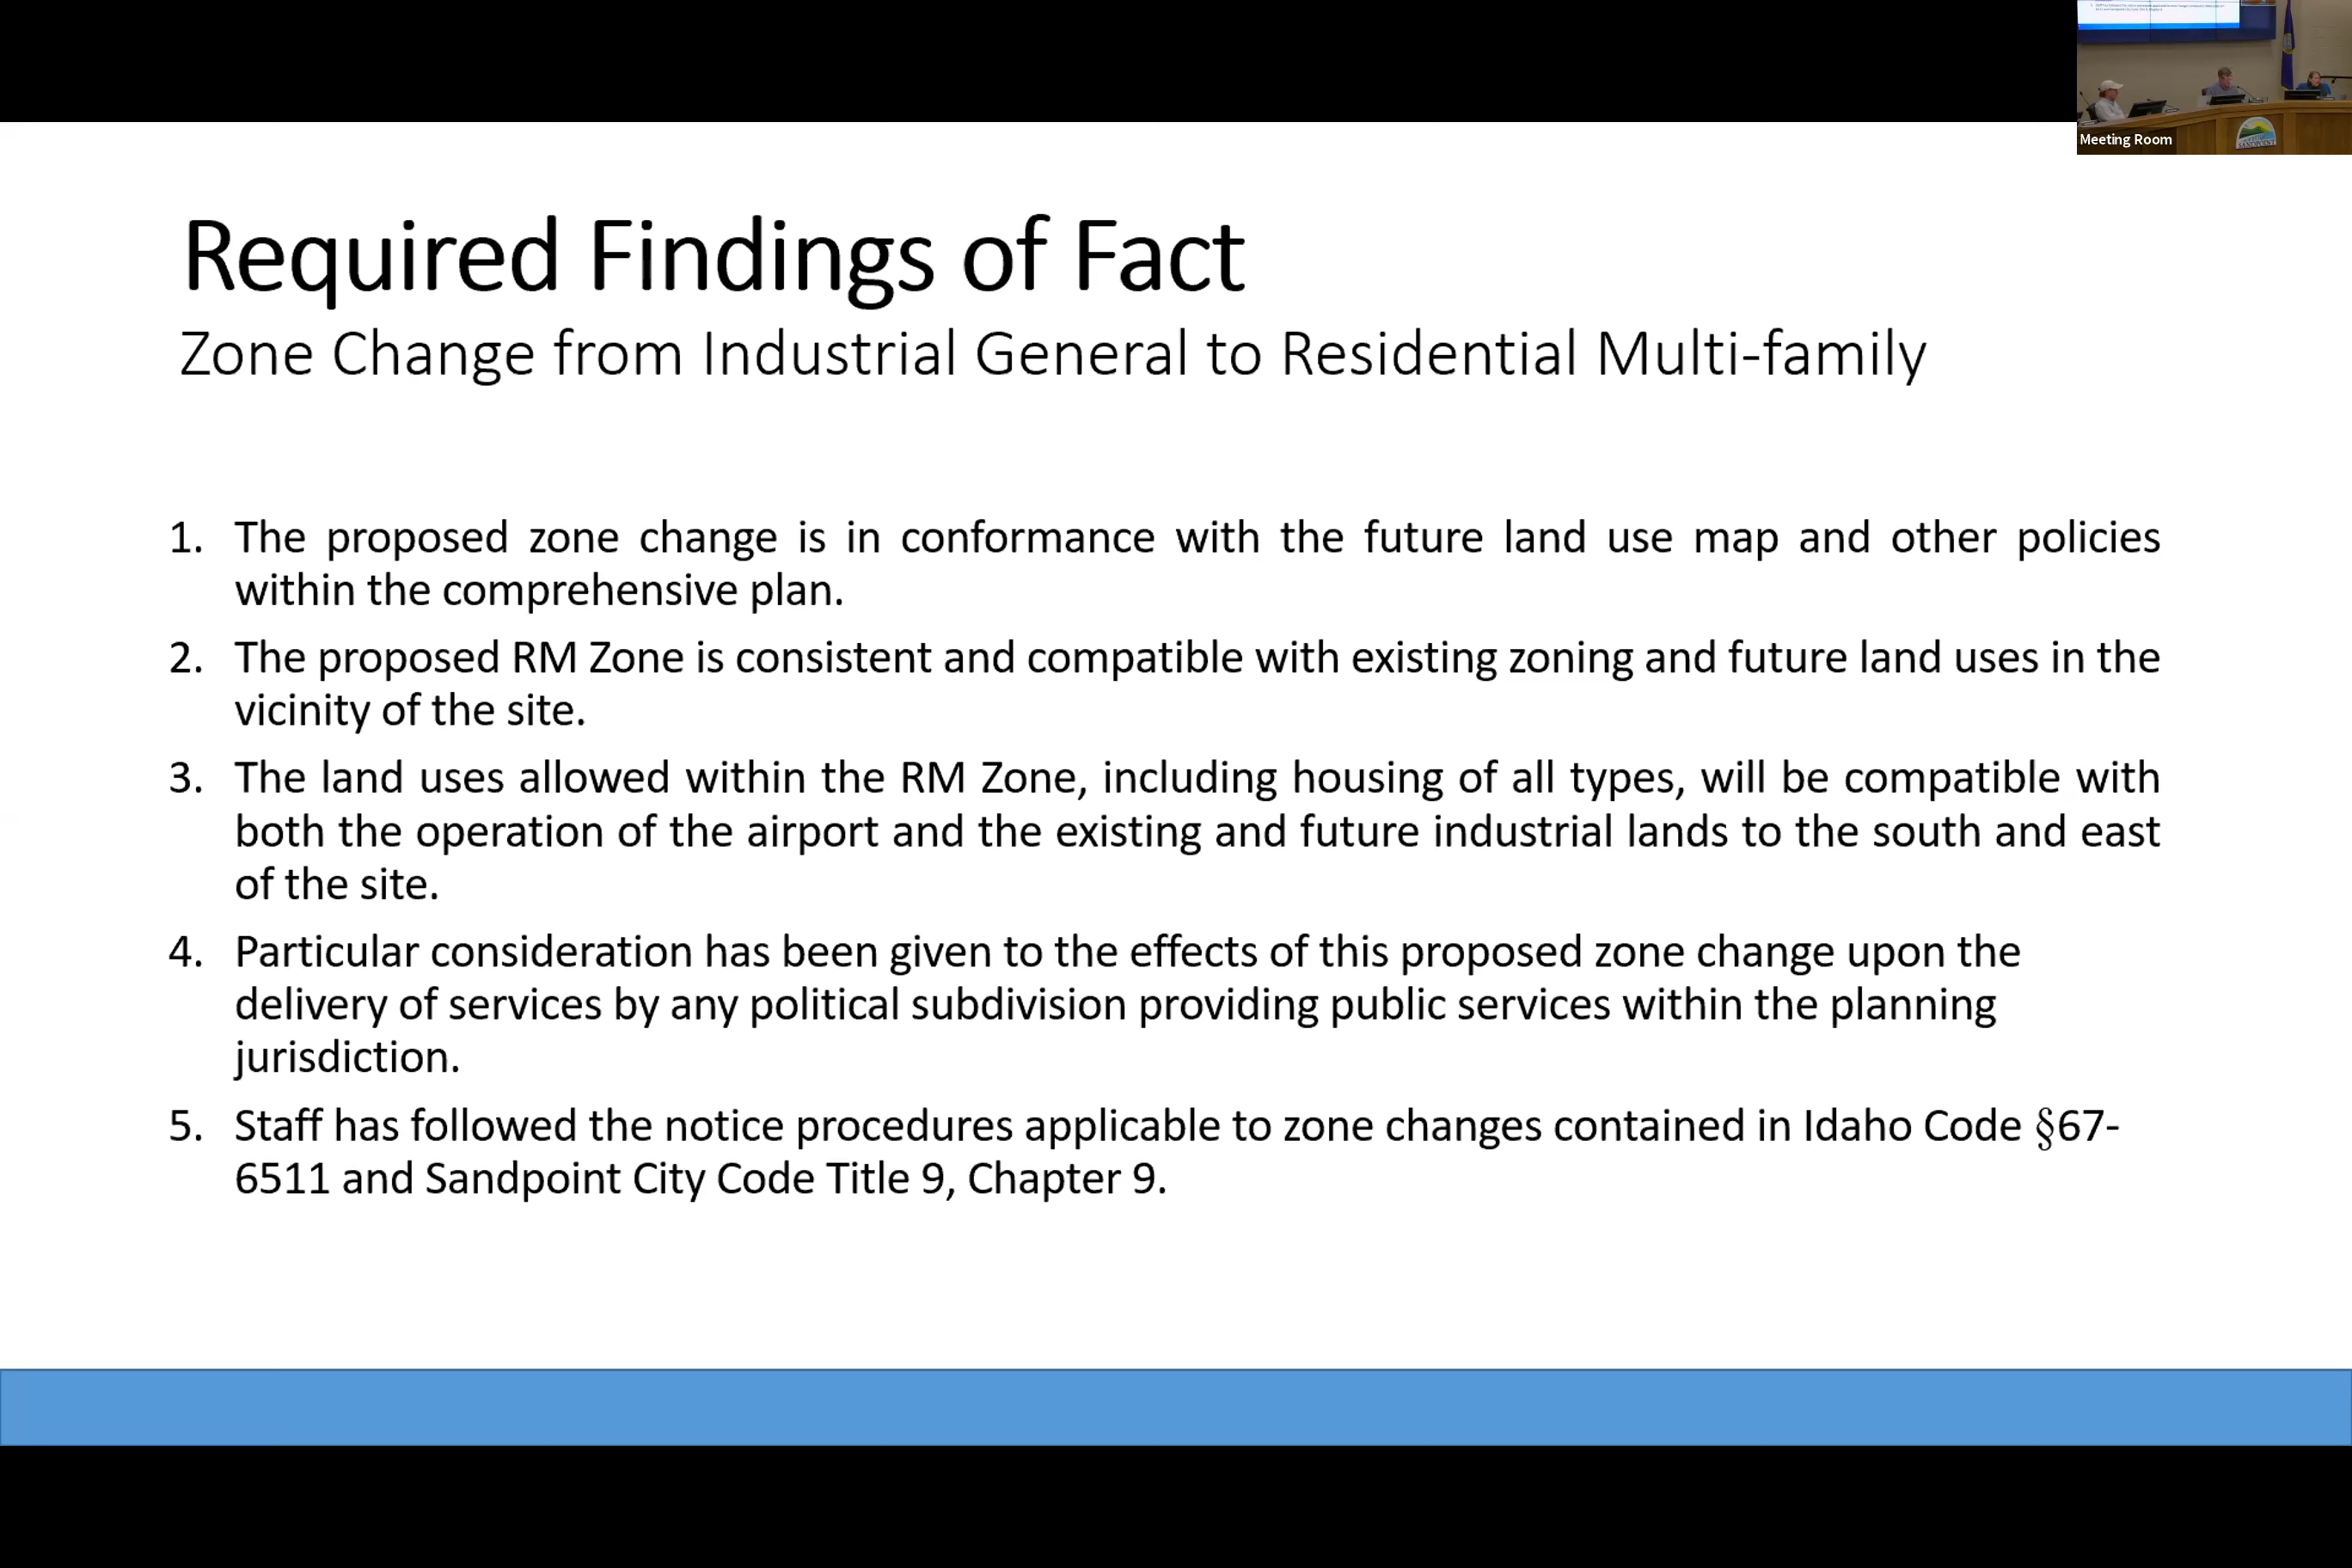 Meeting Room
Required Findings of Fact
Zone Change from Industrial General to Residential Multi-family
1. The proposed zone change is in conformance with the future land use map and other policies
within the comprehensive plan.
2. The proposed RM Zone is consistent and compatible with existing zoning and future land uses in the
vicinity of the site.
3. The land uses allowed within the RM Zone, including housing of all types, will be compatible with
both the operation of the airport and the existing and future industrial lands to the south and east
of the site.
4. Particular consideration has been given to the effects of this proposed zone change upon the
delivery of services by any political subdivision providing public services within the planning
jurisdiction.
5. Staff has followed the notice procedures applicable to zone changes contained in Idaho Code §67-
6511 and Sandpoint City Code Title 9, Chapter 9.